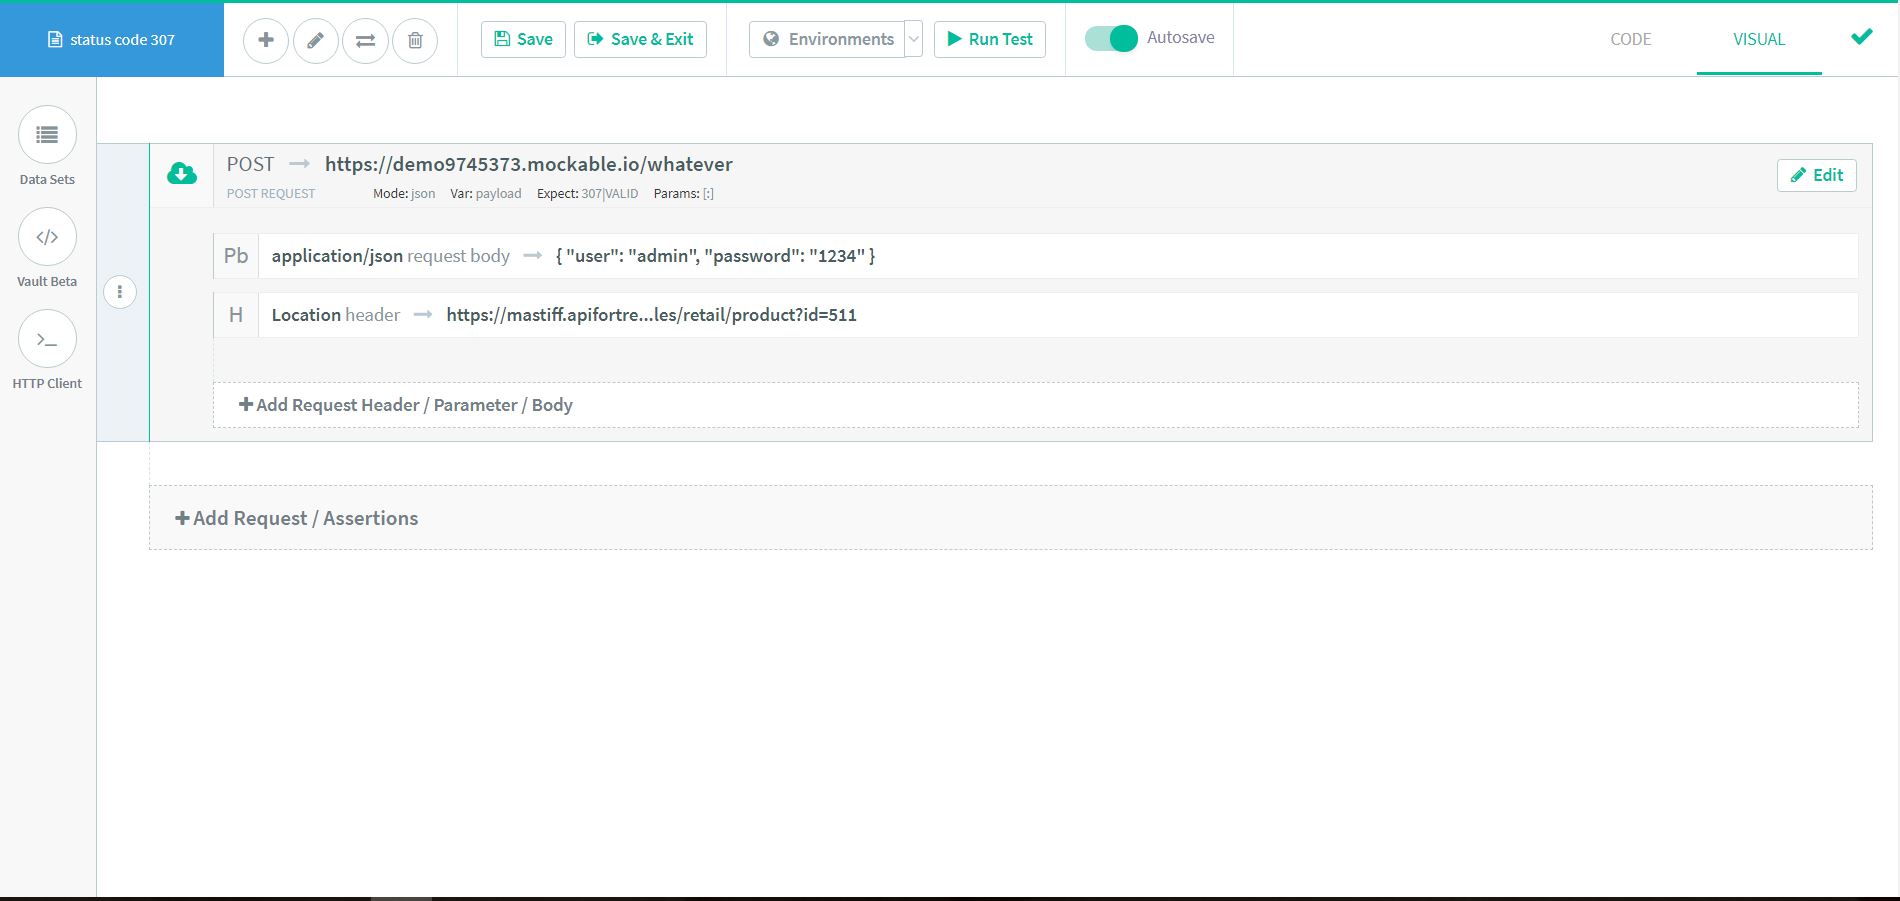 status code 307
Save
Save & Exit
Environments
Run Test
Autosave
CODE
VISUAL
Data Sets
Vault Beta
HTTP Client
POST https://demo9745373.mockable.io/whatever
POST REQUEST Mode: json Var: payload Expect: 307|VALID Params: [:]
Edit
Pb application/json request body { "user": "admin", "password": "1234" }
H Location header https://mastiff.apifortre...les/retail/product?id=511
Add Request Header / Parameter / Body
Add Request / Assertions